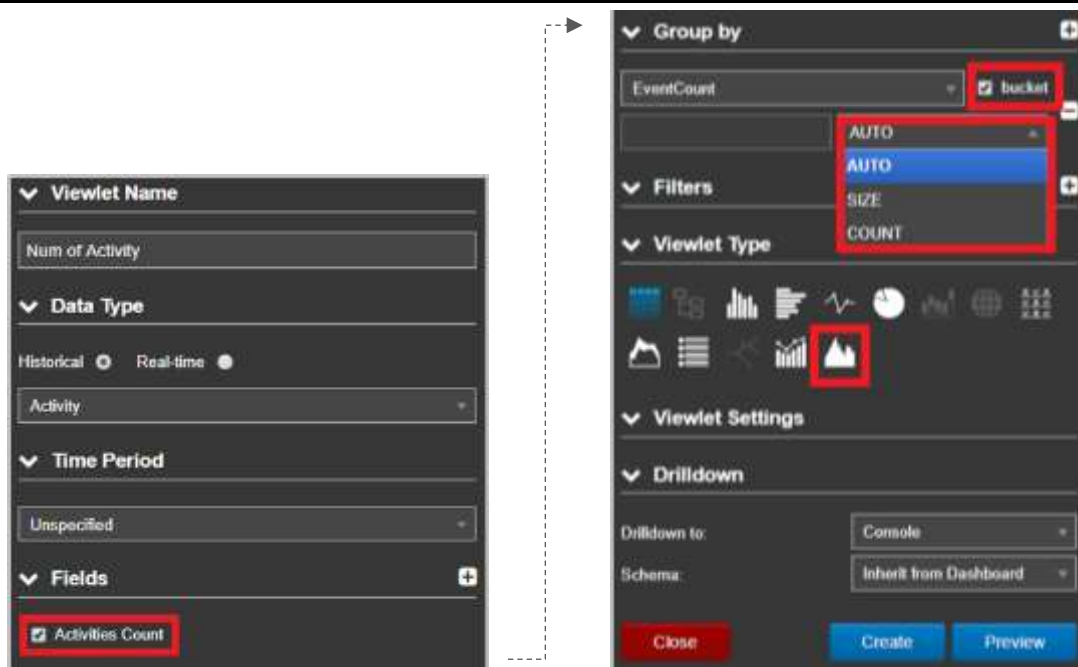 Viewlet Name
Num of Activity
Data Type
Historical Real-time
Activity
Time Period
Unspecified
Fields
Activities Count
Group by
EventCount bucket
AUTO
AUTO
SIZE
COUNT
Filters
Viewlet Type
Viewlet Settings
Drilldown
Drilldown to: Console
Schema: Inherit from Dashboard
Close Create Preview